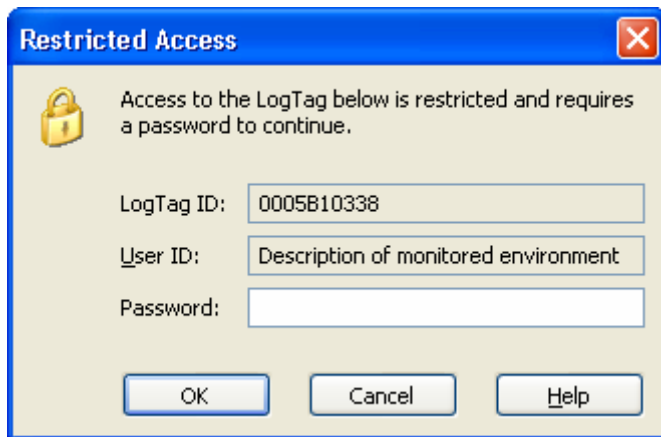 Restricted Access
Access to the LogTag below is restricted and requires
a password to continue.
LogTag ID: 0005B10338
User ID: Description of monitored environment
Password:
OK Cancel Help